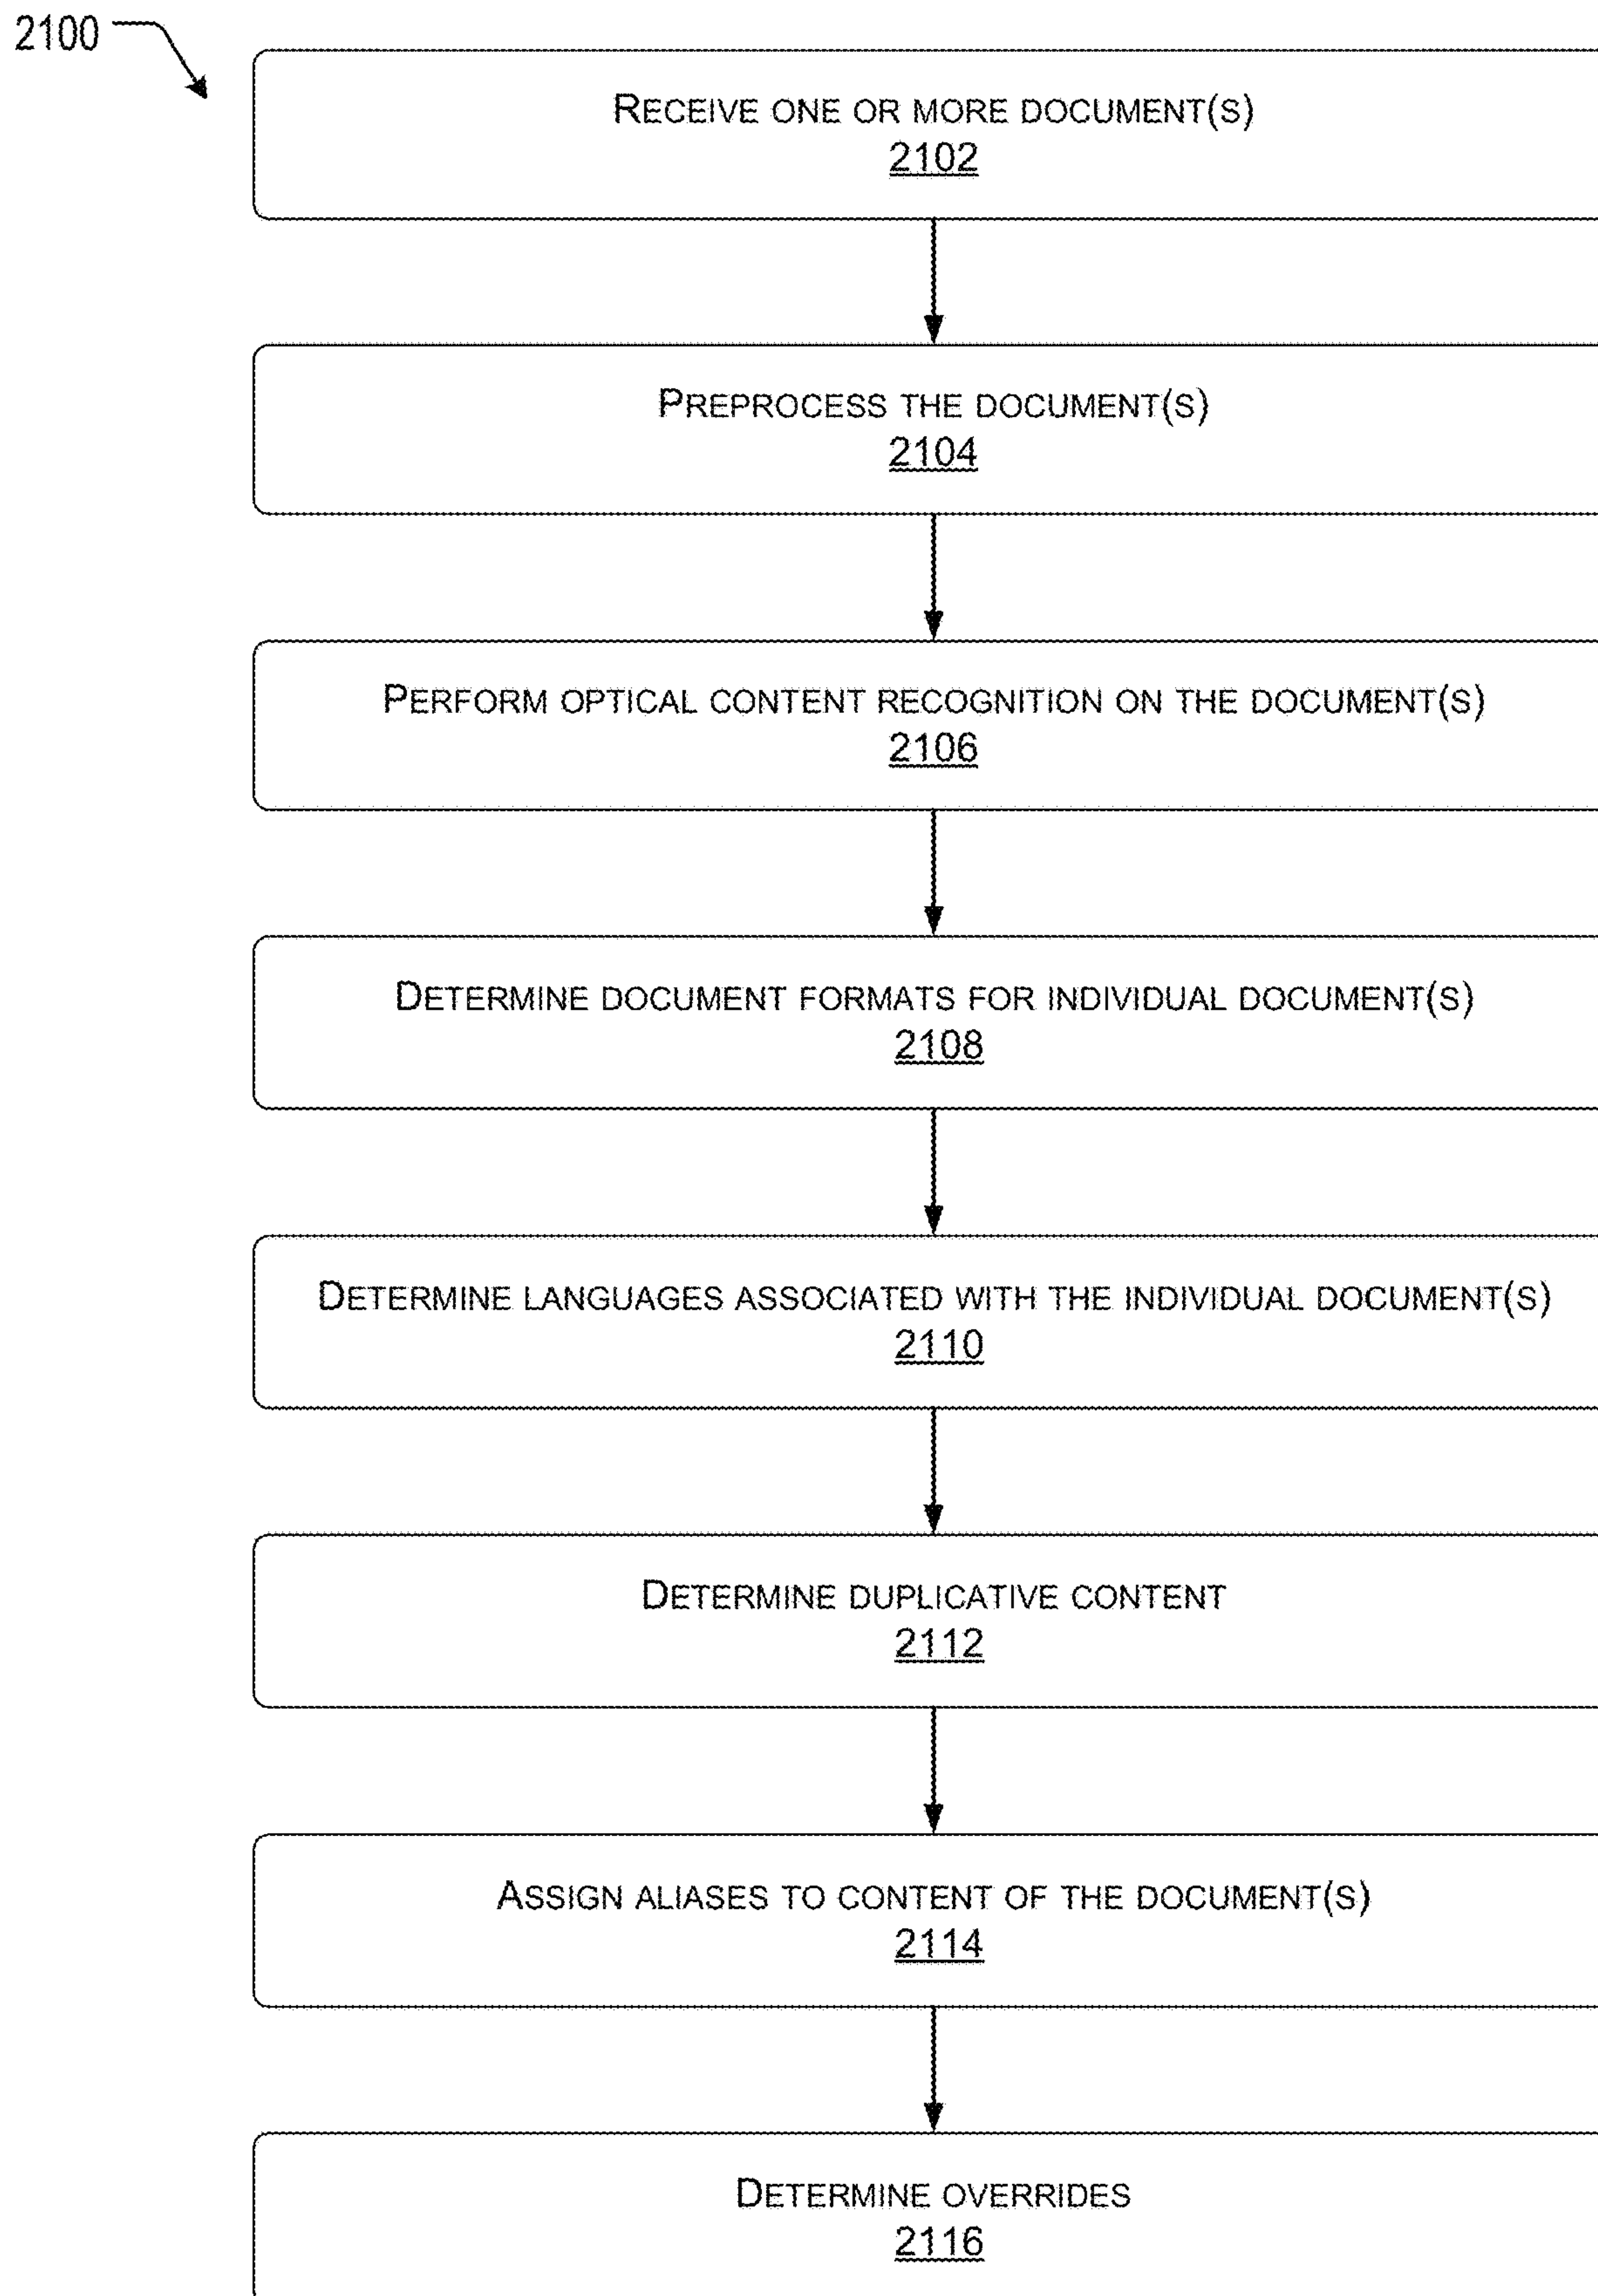 2100
RECEIVE ONE OR MORE DOCUMENT(S)
2102
PREPROCESS THE DOCUMENT(S)
2104
PERFORM OPTICAL CONTENT RECOGNITION ON THE DOCUMENT(S)
2106
DETERMINE DOCUMENT FORMATS FOR INDIVIDUAL DOCUMENT(S)
2108
DETERMINE LANGUAGES ASSOCIATED WITH THE INDIVIDUAL DOCUMENT(S)
2110
DETERMINE DUPLICATIVE CONTENT
2112
ASSIGN ALIASES TO CONTENT OF THE DOCUMENT(S)
2114
DETERMINE OVERRIDES
2116